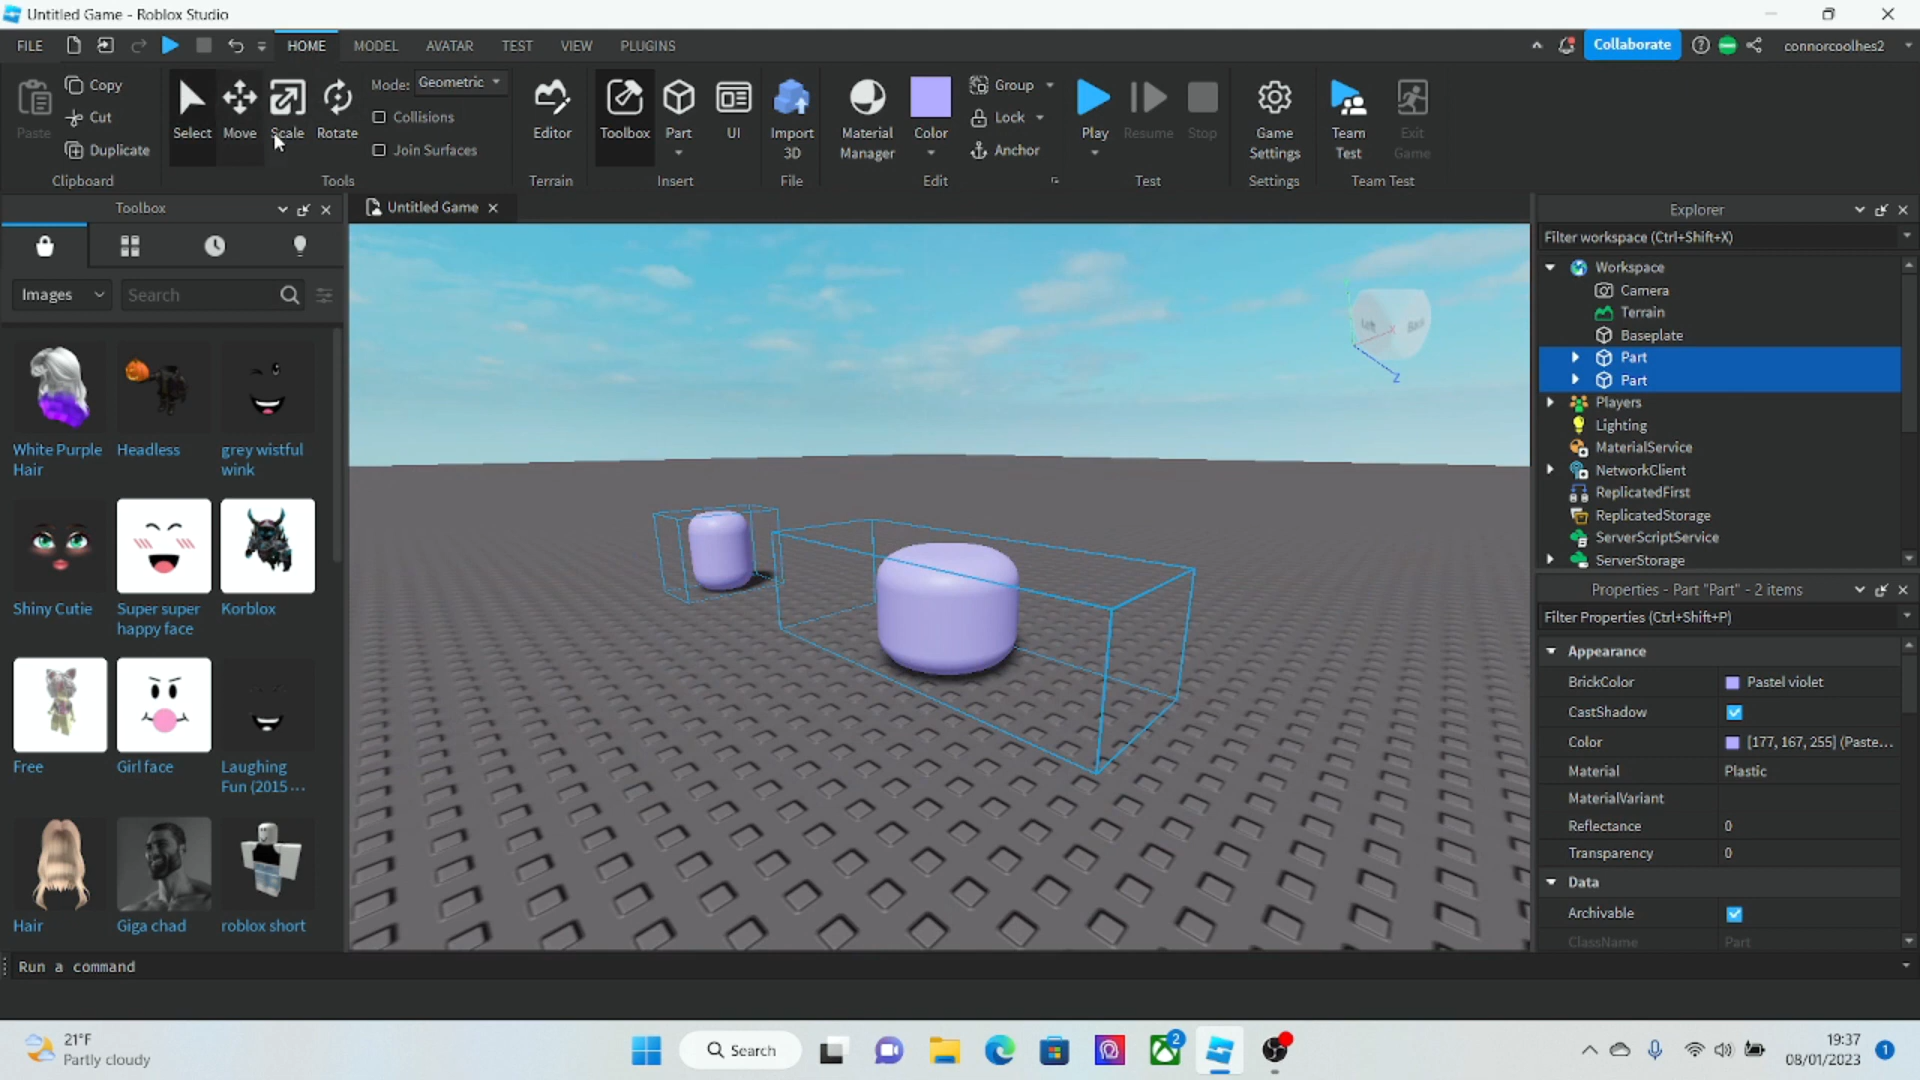 Untitled Game - Roblox Studio
FILE HOME MODEL AVATAR TEST VIEW PLUGINS Collaborate connorcoolhes2
Paste
Copy
Cut
Duplicate
Clipboard
Select
Move
Scale
Rotate
Mode: Geometric
Collisions
Join Surfaces
Tools
Editor
Terrain
Toolbox
Part
UI
Insert
Import
3D
File
Material
Manager
Color
Group
Lock
Anchor
Edit
Play
Resume
Stop
Test
Game
Settings
Settings
Team
Test
Exit
Game
Team Test
Toolbox
Images Search
White Purple
Hair
Headless
grey wistful
wink
Shiny Cutie
Super super
happy face
Korblox
Free
Girl face
Laughing
Fun (2015 ...
Hair
Giga chad
roblox short
Untitled Game
Left
Back
X
Z
Explorer
Filter workspace (Ctrl+Shift+X)
Workspace
Camera
Terrain
Baseplate
Part
Part
Players
Lighting
MaterialService
NetworkClient
ReplicatedFirst
ReplicatedStorage
ServerScriptService
ServerStorage
Properties - Part "Part" - 2 items
Filter Properties (Ctrl+Shift+P)
Appearance
BrickColor Pastel violet
CastShadow
Color [177, 167, 255] (Paste...
Material Plastic
MaterialVariant
Reflectance 0
Transparency 0
Data
Archivable
ClassName Part
Run a command
21°F
Partly cloudy
Search
2
19:37
08/01/2023
1